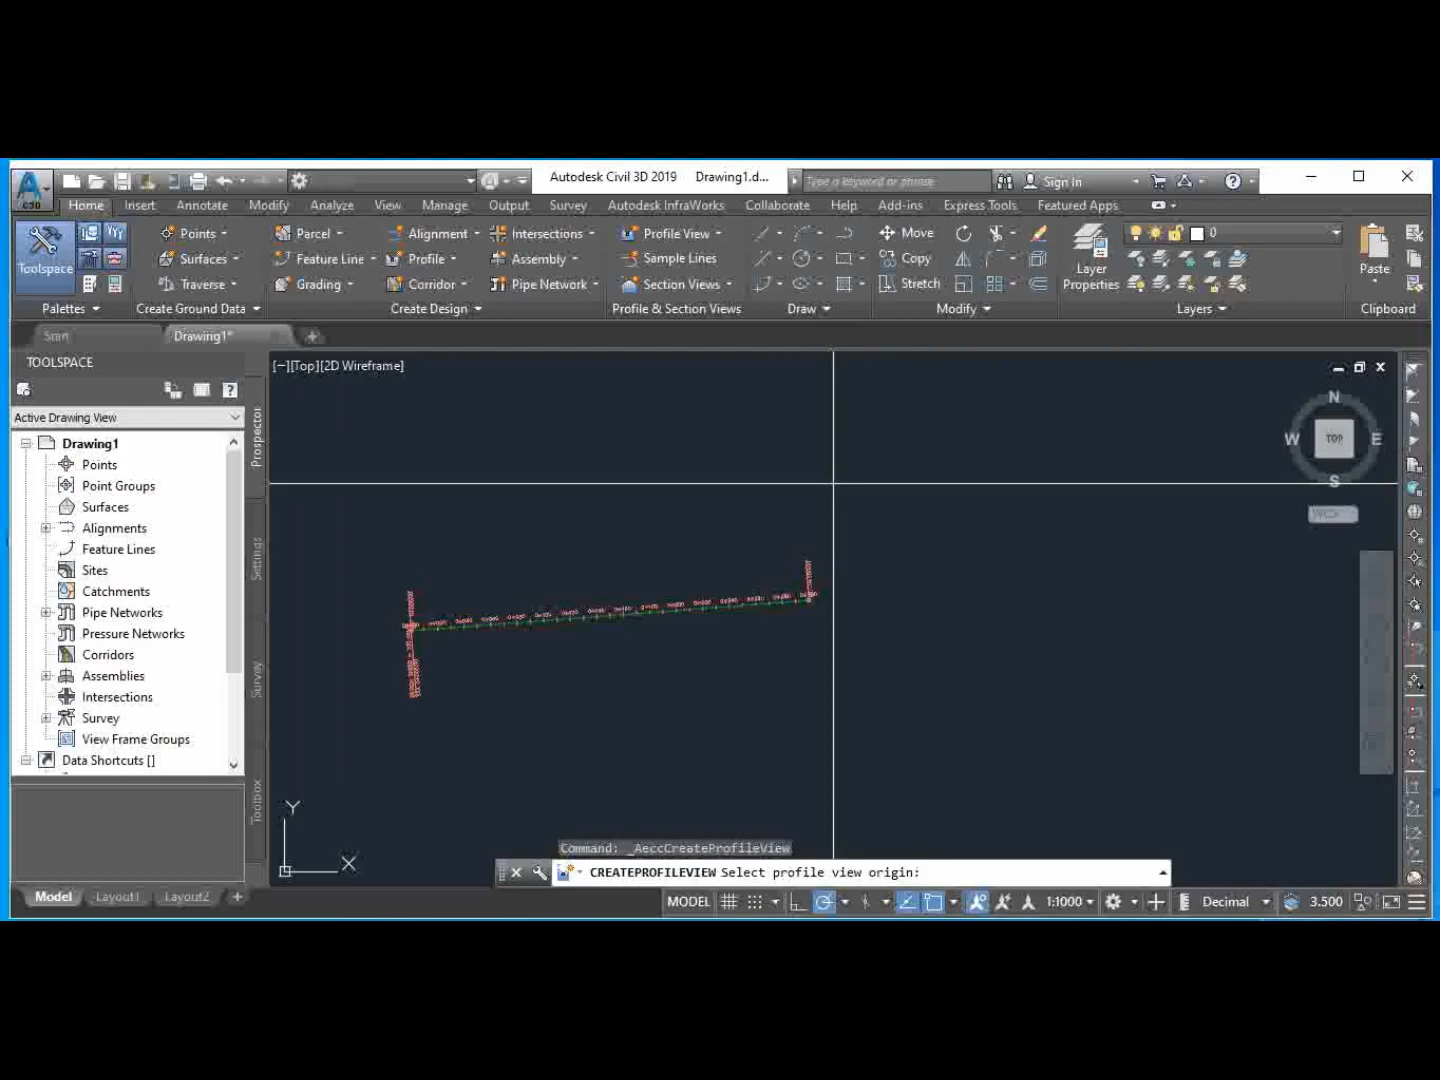 Autodesk Civil 3D 2019 Drawing1.d... Type a keyword or phrase Sign In
C3D
Home Insert Annotate Modify Analyze View Manage Output Survey Autodesk InfraWorks Collaborate Help Add-ins Express Tools Featured Apps
Toolspace
Points
Surfaces
Traverse
Parcel
Feature Line
Grading
Alignment
Profile
Corridor
Intersections
Assembly
Pipe Network
Profile View
Sample Lines
Section Views
Move
Copy
Stretch
Layer
Properties
0
Paste
Palettes Create Ground Data Create Design Profile & Section Views Draw Modify Layers Clipboard
Start Drawing1*
TOOLSPACE
Active Drawing View
Drawing1
Points
Point Groups
Surfaces
Alignments
Feature Lines
Sites
Catchments
Pipe Networks
Pressure Networks
Corridors
Assemblies
Intersections
Survey
View Frame Groups
Data Shortcuts []
Prospector
Settings
Survey
Toolbox
[−][Top][2D Wireframe]
N
W TOP E
S
Y
X
Command: _AeccCreateProfileView
CREATEPROFILEVIEW Select profile view origin:
Model Layout1 Layout2 +
MODEL 1:1000 Decimal 3.500